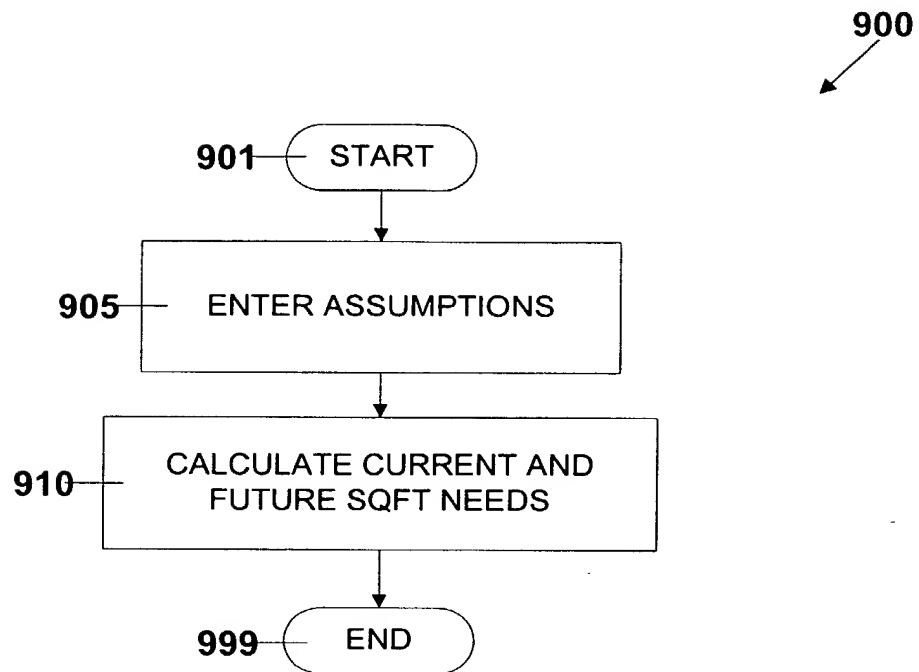 900
901 START
905 ENTER ASSUMPTIONS
910 CALCULATE CURRENT AND
FUTURE SQFT NEEDS
999 END